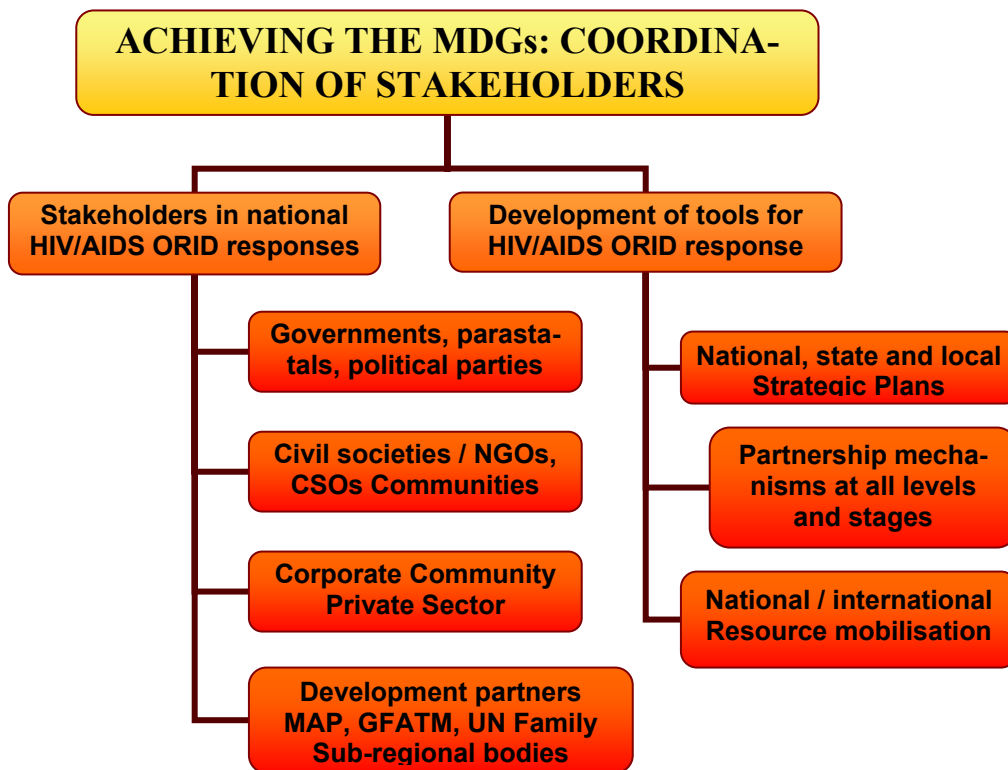 ACHIEVING THE MDGs: COORDINA-
TION OF STAKEHOLDERS
Stakeholders in national
HIV/AIDS ORID responses
Governments, parasta-
tals, political parties
Civil societies / NGOs,
CSOs Communities
Corporate Community
Private Sector
Development partners
MAP, GFATM, UN Family
Sub-regional bodies
Development of tools for
HIV/AIDS ORID response
National, state and local
Strategic Plans
Partnership mecha-
nisms at all levels
and stages
National / international
Resource mobilisation